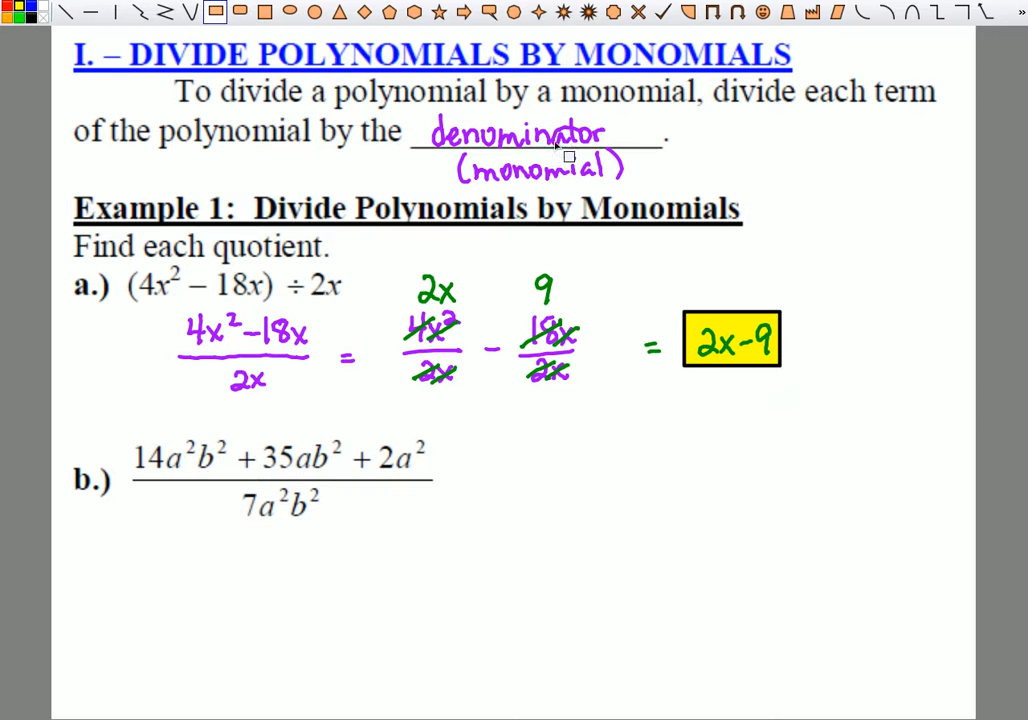 I. – DIVIDE POLYNOMIALS BY MONOMIALS
To divide a polynomial by a monomial, divide each term
of the polynomial by the denominator.
(monomial)
Example 1: Divide Polynomials by Monomials
Find each quotient.
a.) (4x² – 18x) ÷ 2x
2x 9
4x² – 18x / 2x = 4x² / 2x – 18x / 2x = 2x – 9
b.) 14a²b² + 35ab² + 2a² / 7a²b²